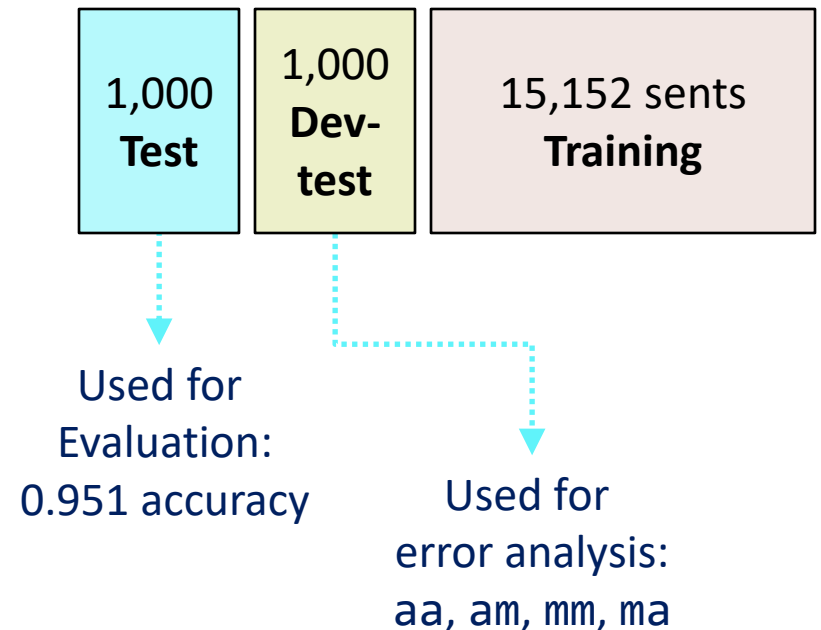 1,000
Test
1,000
Dev-
test
15,152 sents
Training
Used for
Evaluation:
0.951 accuracy
Used for
error analysis:
aa, am, mm, ma